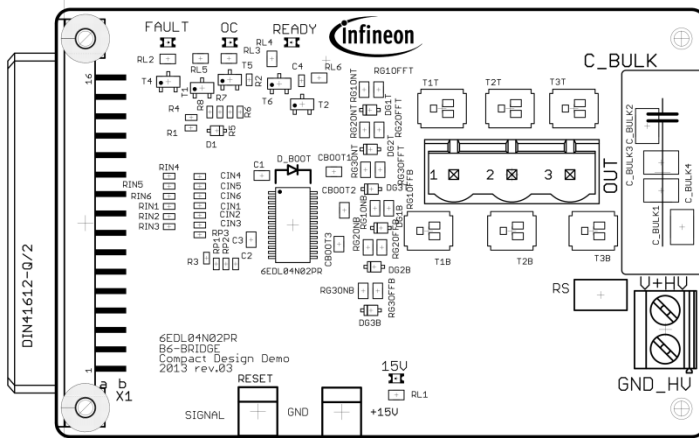 FAULT OC READY
infineon
RL2 RL5 RL3 RL4 RL6
T4 T1 T5 R2 C4
R8 R7 T6 T2
R4 R6
R1 D1 R5
C_BULK
T1T T2T T3T
RG1ONT RG1OFFT
DG1T
RG2ONT RG2OFFT
DG2T
RG3ONT RG3OFFT
DG3T
C_BULK2
C_BULK3
C_BULK4
C_BULK1
1 2 3
OUT
D_BOOT
C1 CBOOT1
CBOOT2
CBOOT3
RIN4 CIN4
RIN5 CIN5
RIN6 CIN6
RIN1 CIN1
RIN2 CIN2
RIN3 CIN3
RP3
RP1
RP2
R3 C2 C3
6EDL04N02PR
RG1ONB RG1OFFB
DG1B
RG2ONB RG2OFFB
DG2B
RG3ONB RG3OFFB
DG3B
T1B T2B T3B
RS
V+HV
GND_HV
DIN41612-Q/2
16
1
a b
X1
6EDL04N02PR
B6-BRIDGE
Compact Design Demo
2013 rev.03
RESET
15V
RL1
SIGNAL GND +15V